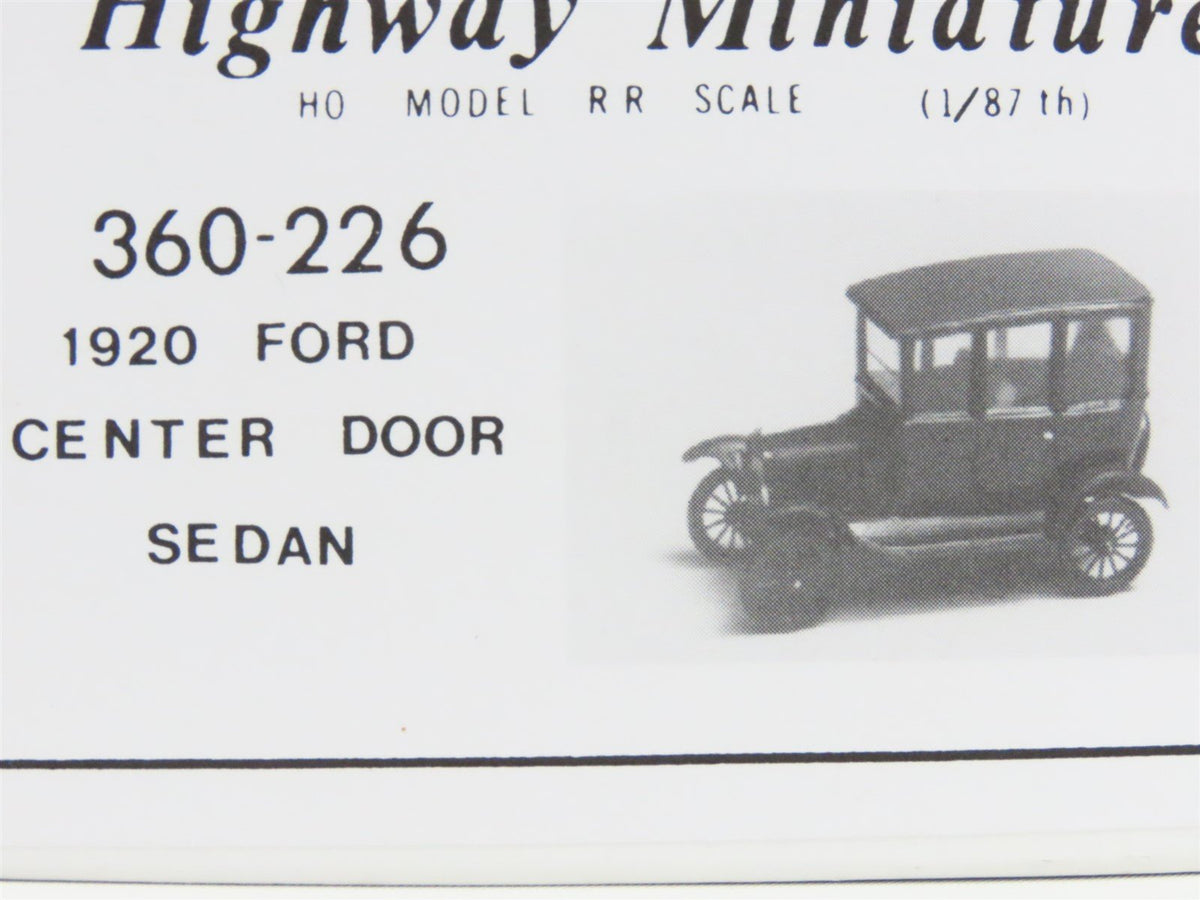 Highway Miniature
HO MODEL RR SCALE (1/87 th)
360-226
1920 FORD
CENTER DOOR
SEDAN